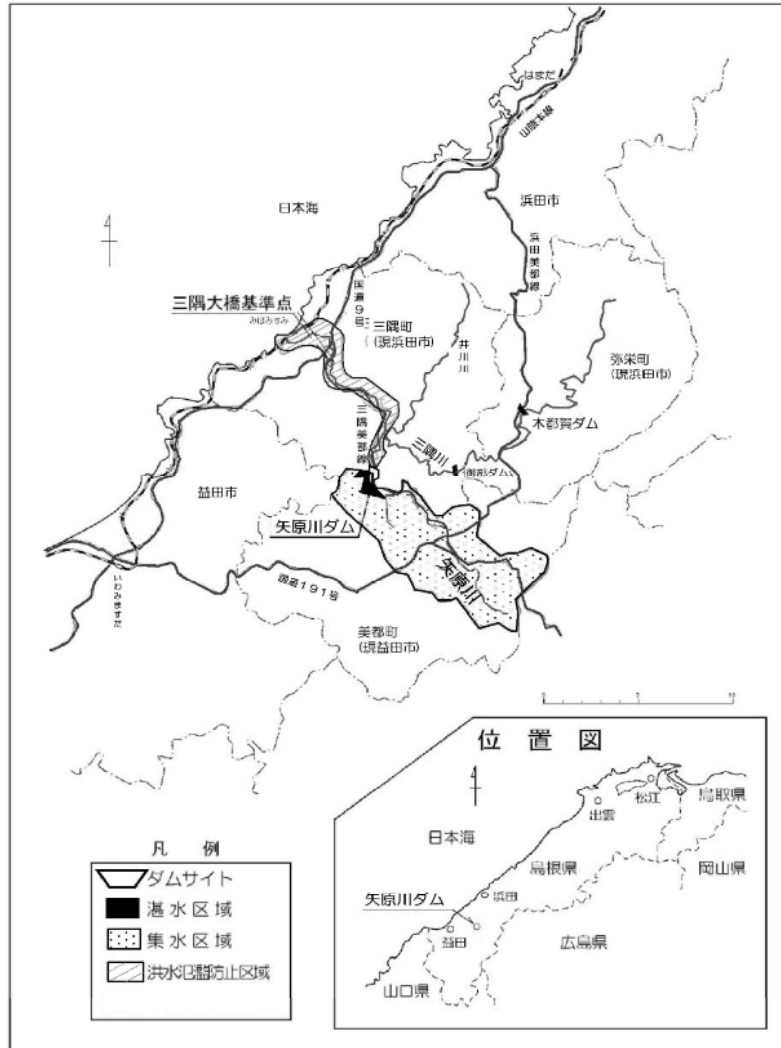 はまだ
山陰本線
日本海
浜田市
浜田美都線
三隅大橋基準点
国道9号
三隅町
(現浜田市)
井川川
弥栄町
(現浜田市)
木都賀ダム
三隅川
御部ダム
三隅美都線
益田市
矢原川ダム
矢原川
いわみますだ
国道191号
美都町
(現益田市)
0 5 10
位置図
日本海
松江
出雲
鳥取県
島根県
岡山県
矢原川ダム
浜田
益田
広島県
山口県
凡例
ダムサイト
湛水区域
集水区域
洪水氾濫防止区域